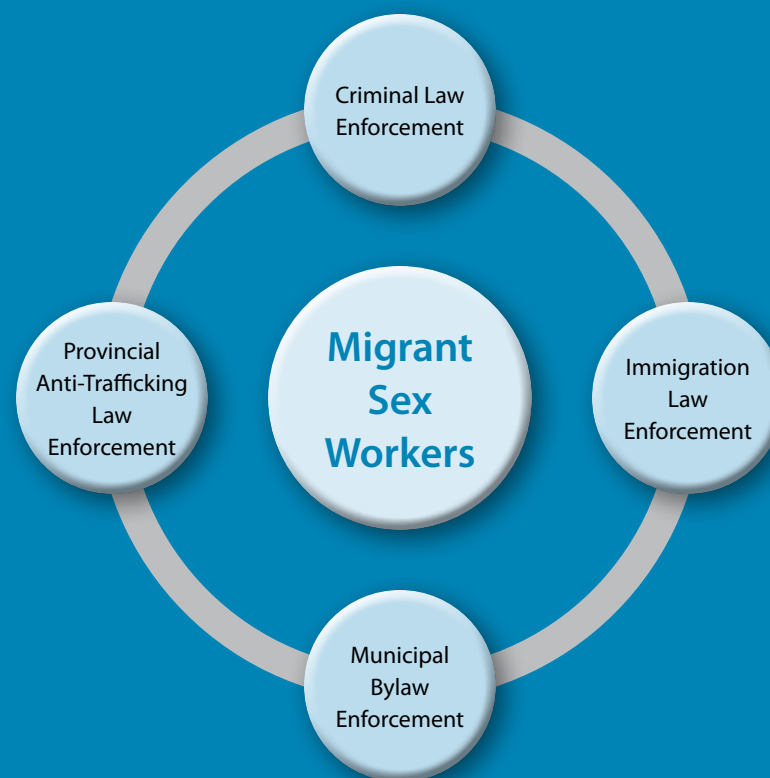 Criminal Law
Enforcement
Provincial
Anti-Trafficking
Law
Enforcement
Migrant
Sex
Workers
Immigration
Law
Enforcement
Municipal
Bylaw
Enforcement